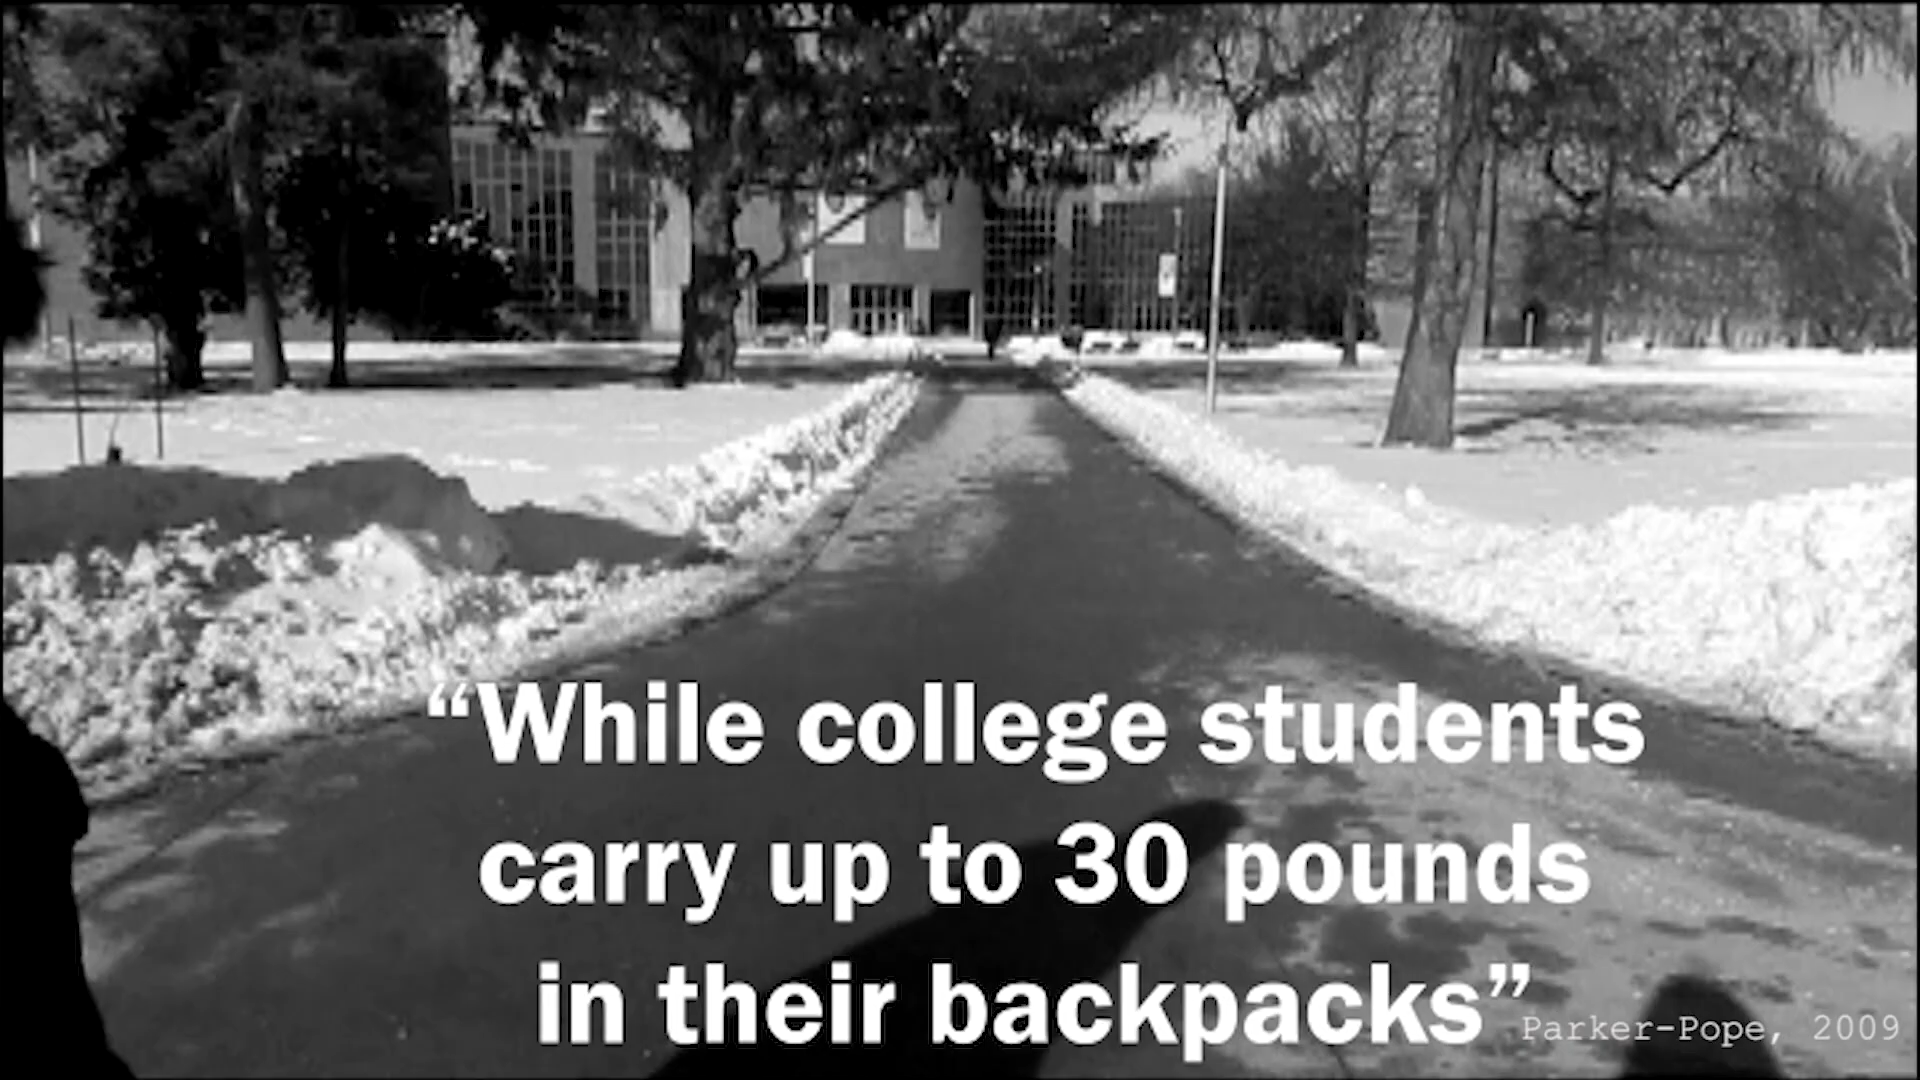 “While college students
carry up to 30 pounds
in their backpacks”
Parker-Pope, 2009